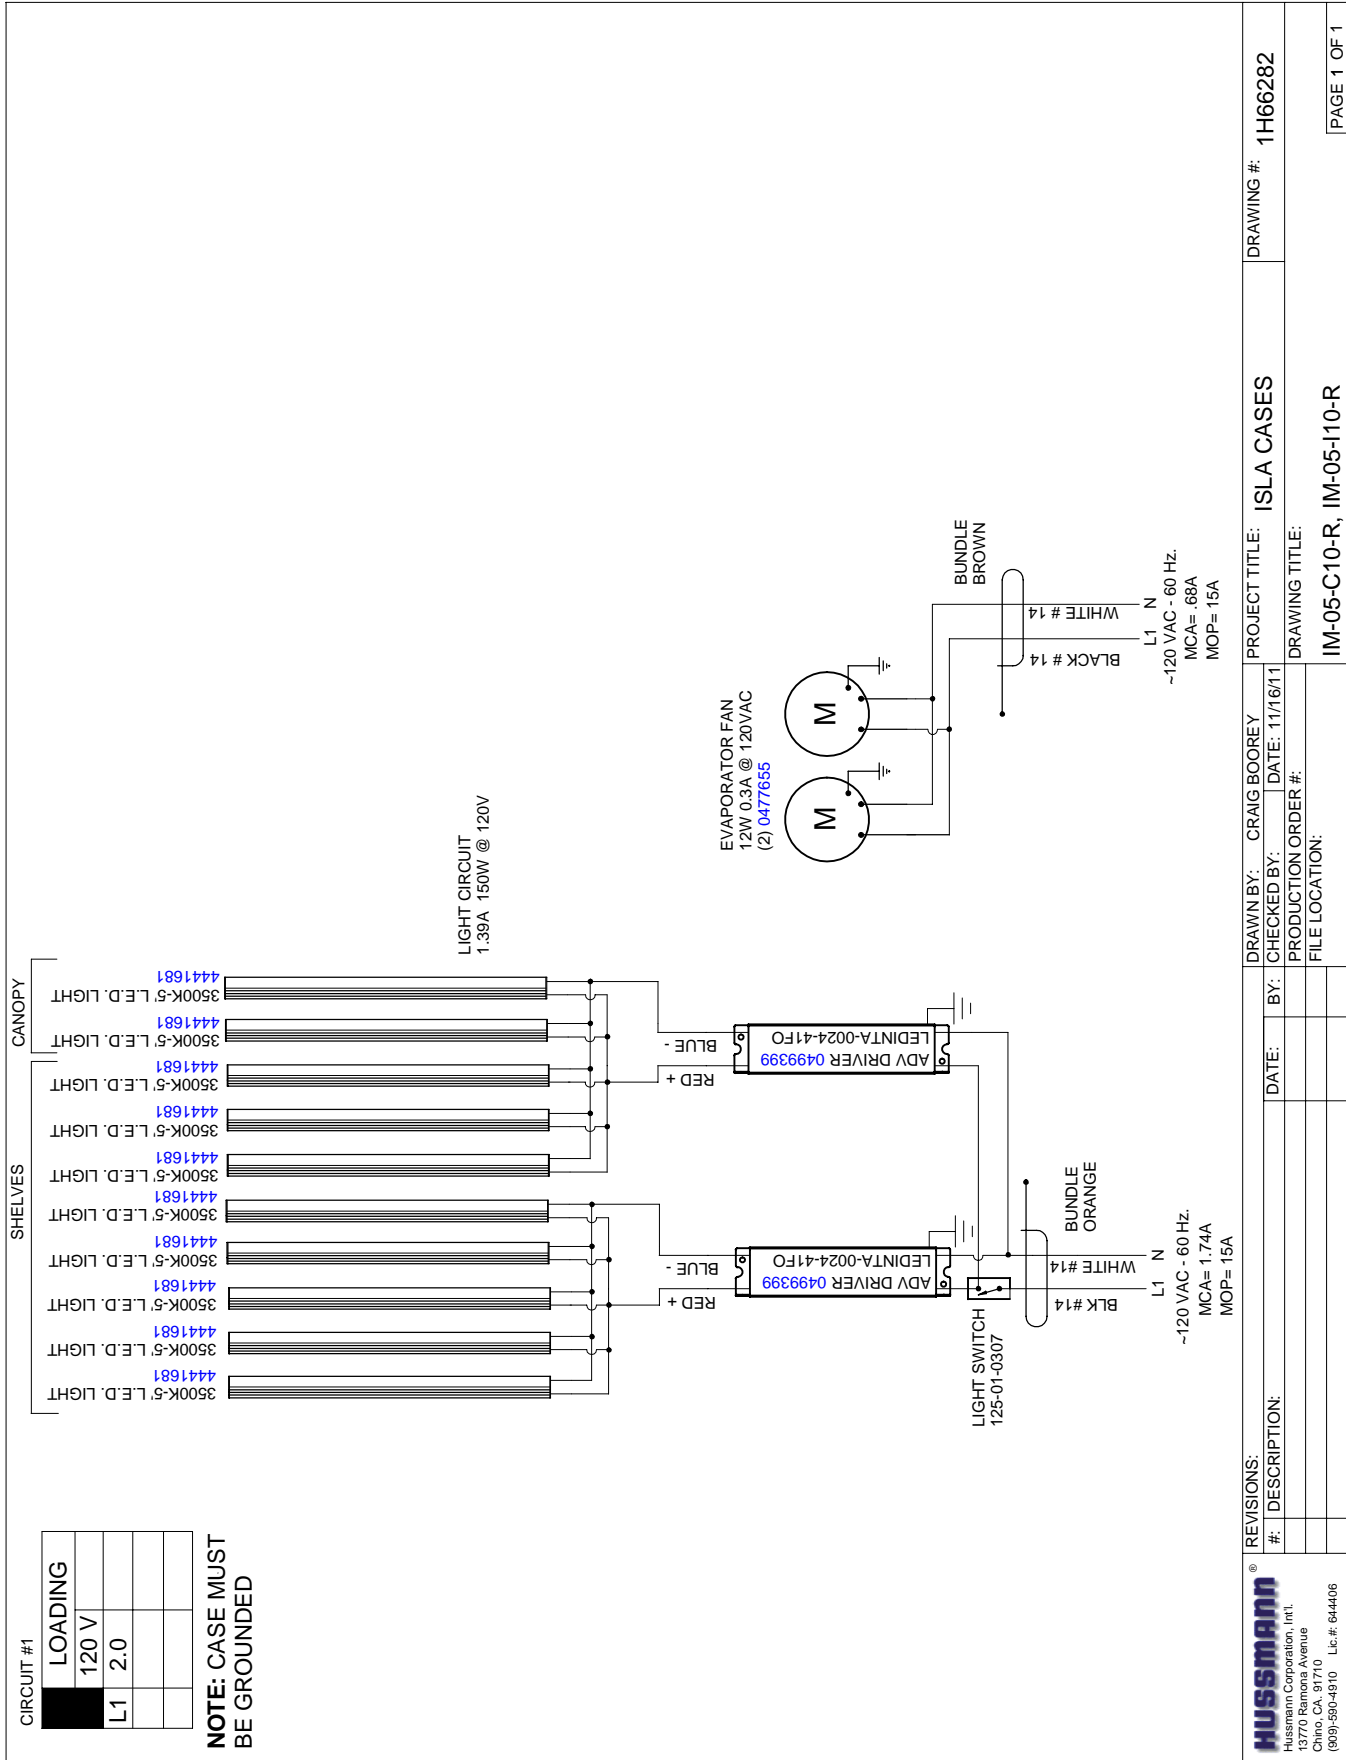 CIRCUIT #1
LOADING
120 V
L1 2.0
NOTE: CASE MUST
BE GROUNDED
SHELVES
CANOPY
3500K-5' L.E.D. LIGHT
4441681
3500K-5' L.E.D. LIGHT
4441681
3500K-5' L.E.D. LIGHT
4441681
3500K-5' L.E.D. LIGHT
4441681
3500K-5' L.E.D. LIGHT
4441681
3500K-5' L.E.D. LIGHT
4441681
3500K-5' L.E.D. LIGHT
4441681
3500K-5' L.E.D. LIGHT
4441681
3500K-5' L.E.D. LIGHT
4441681
3500K-5' L.E.D. LIGHT
4441681
LIGHT CIRCUIT
1.39A 150W @ 120V
RED +
BLUE -
RED +
BLUE -
ADV DRIVER 0499399
LEDINTA-0024-41FO
ADV DRIVER 0499399
LEDINTA-0024-41FO
LIGHT SWITCH
125-01-0307
BUNDLE
ORANGE
BLK #14
WHITE #14
L1 N
~120 VAC - 60 Hz.
MCA= 1.74A
MOP= 15A
EVAPORATOR FAN
12W 0.3A @ 120VAC
(2) 0477655
M
M
BUNDLE
BROWN
BLACK # 14
WHITE # 14
L1 N
~120 VAC - 60 Hz.
MCA= .68A
MOP= 15A
HUSSMANN ®
Hussmann Corporation, Int'l.
13770 Ramona Avenue
Chino, CA. 91710
(909)-590-4910 Lic.#: 644406
REVISIONS:
#: DESCRIPTION: DATE: BY:
DRAWN BY: CRAIG BOOREY
CHECKED BY: DATE: 11/16/11
PRODUCTION ORDER #:
FILE LOCATION:
PROJECT TITLE: ISLA CASES
DRAWING #: 1H66282
DRAWING TITLE:
IM-05-C10-R, IM-05-I10-R
PAGE 1 OF 1